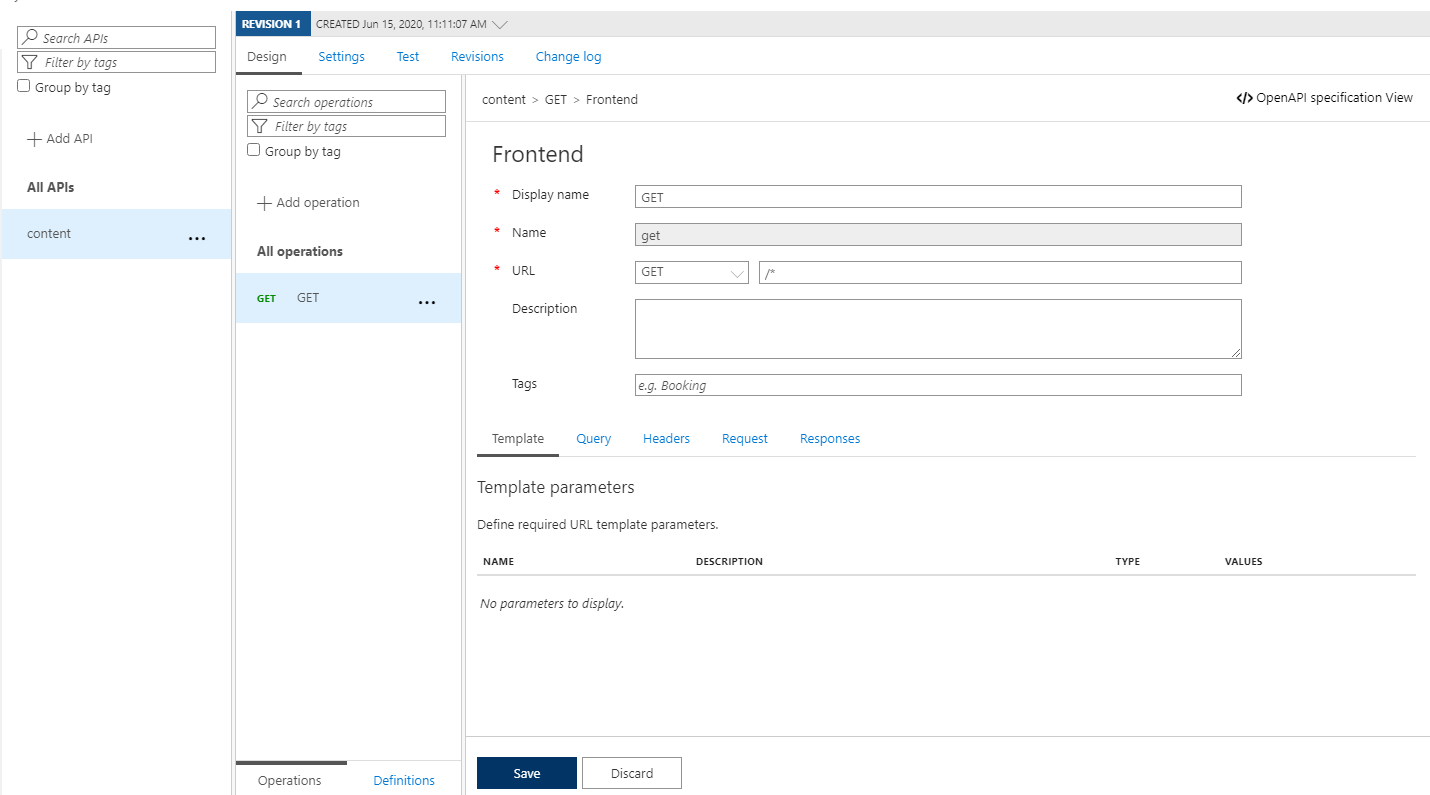 Search APIs
Filter by tags
Group by tag
Add API
All APIs
content
...
REVISION 1 CREATED Jun 15, 2020, 11:11:07 AM
Design Settings Test Revisions Change log
Search operations
Filter by tags
Group by tag
Add operation
All operations
GET GET ...
Operations Definitions
content > GET > Frontend
</> OpenAPI specification View
Frontend
* Display name GET
* Name get
* URL GET /*
Description
Tags e.g. Booking
Template Query Headers Request Responses
Template parameters
Define required URL template parameters.
NAME DESCRIPTION TYPE VALUES
No parameters to display.
Save Discard